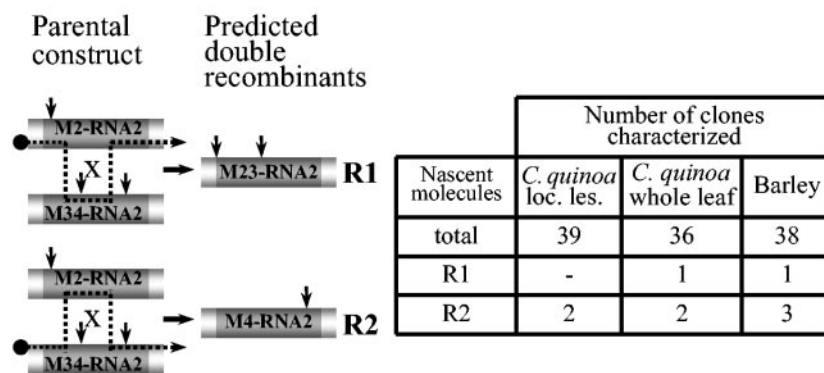 Parental
construct
Predicted
double
recombinants
M2-RNA2
X
M34-RNA2
M23-RNA2 R1
M2-RNA2
X
M34-RNA2
M4-RNA2 R2
Number of clones
characterized
Nascent
molecules
C. quinoa
loc. les.
C. quinoa
whole leaf
Barley
total 39 36 38
R1 - 1 1
R2 2 2 3